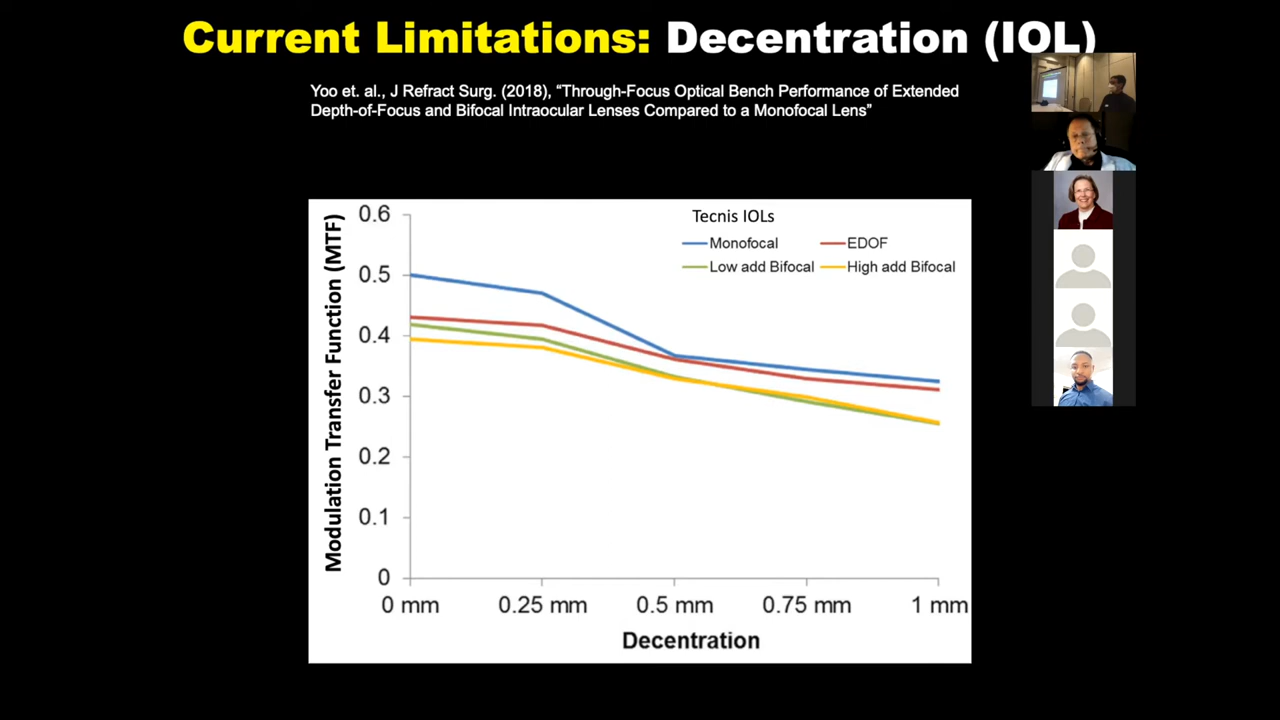 Current Limitations: Decentration (IOL)
Yoo et. al., J Refract Surg. (2018), “Through-Focus Optical Bench Performance of Extended
Depth-of-Focus and Bifocal Intraocular Lenses Compared to a Monofocal Lens”
Tecnis IOLs
Monofocal
EDOF
Low add Bifocal
High add Bifocal
Modulation Transfer Function (MTF)
0.6
0.5
0.4
0.3
0.2
0.1
0
0 mm
0.25 mm
0.5 mm
0.75 mm
1 mm
Decentration